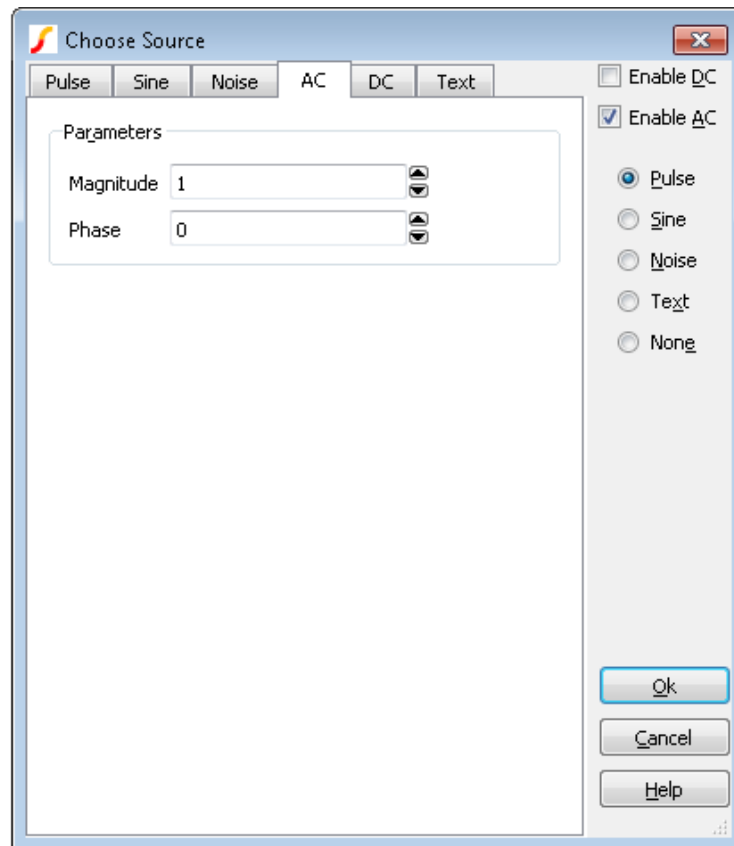 Choose Source
Pulse Sine Noise AC DC Text
Enable DC
Enable AC
Parameters
Magnitude 1
Phase 0
Pulse
Sine
Noise
Text
None
Ok
Cancel
Help